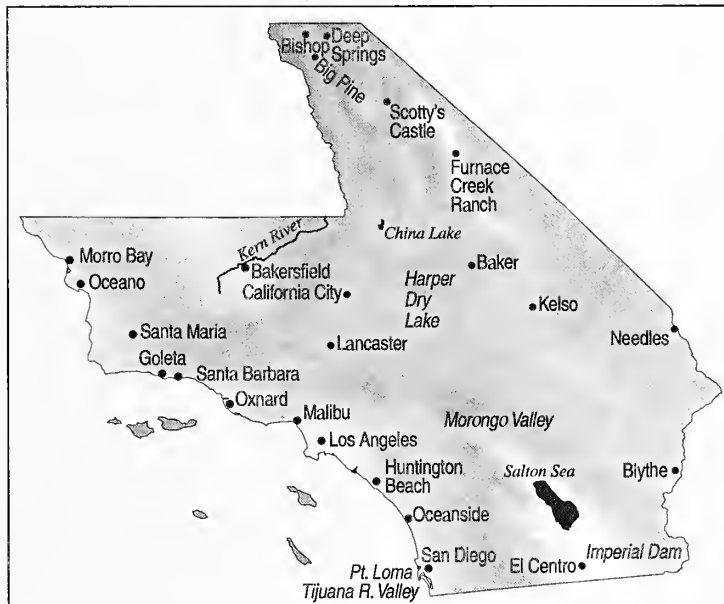 Bishop
Deep
Springs
Big Pine
Scotty's
Castle
Furnace
Creek
Ranch
Kern River
China Lake
Morro Bay
Oceano
Bakersfield
California City
Harper
Dry
Lake
Baker
Kelso
Needles
Santa Maria
Lancaster
Goleta
Santa Barbara
Oxnard
Malibu
Los Angeles
Morongo Valley
Huntington
Beach
Salton Sea
Blythe
Oceanside
San Diego
El Centro
Imperial Dam
Pt. Loma
Tijuana R. Valley